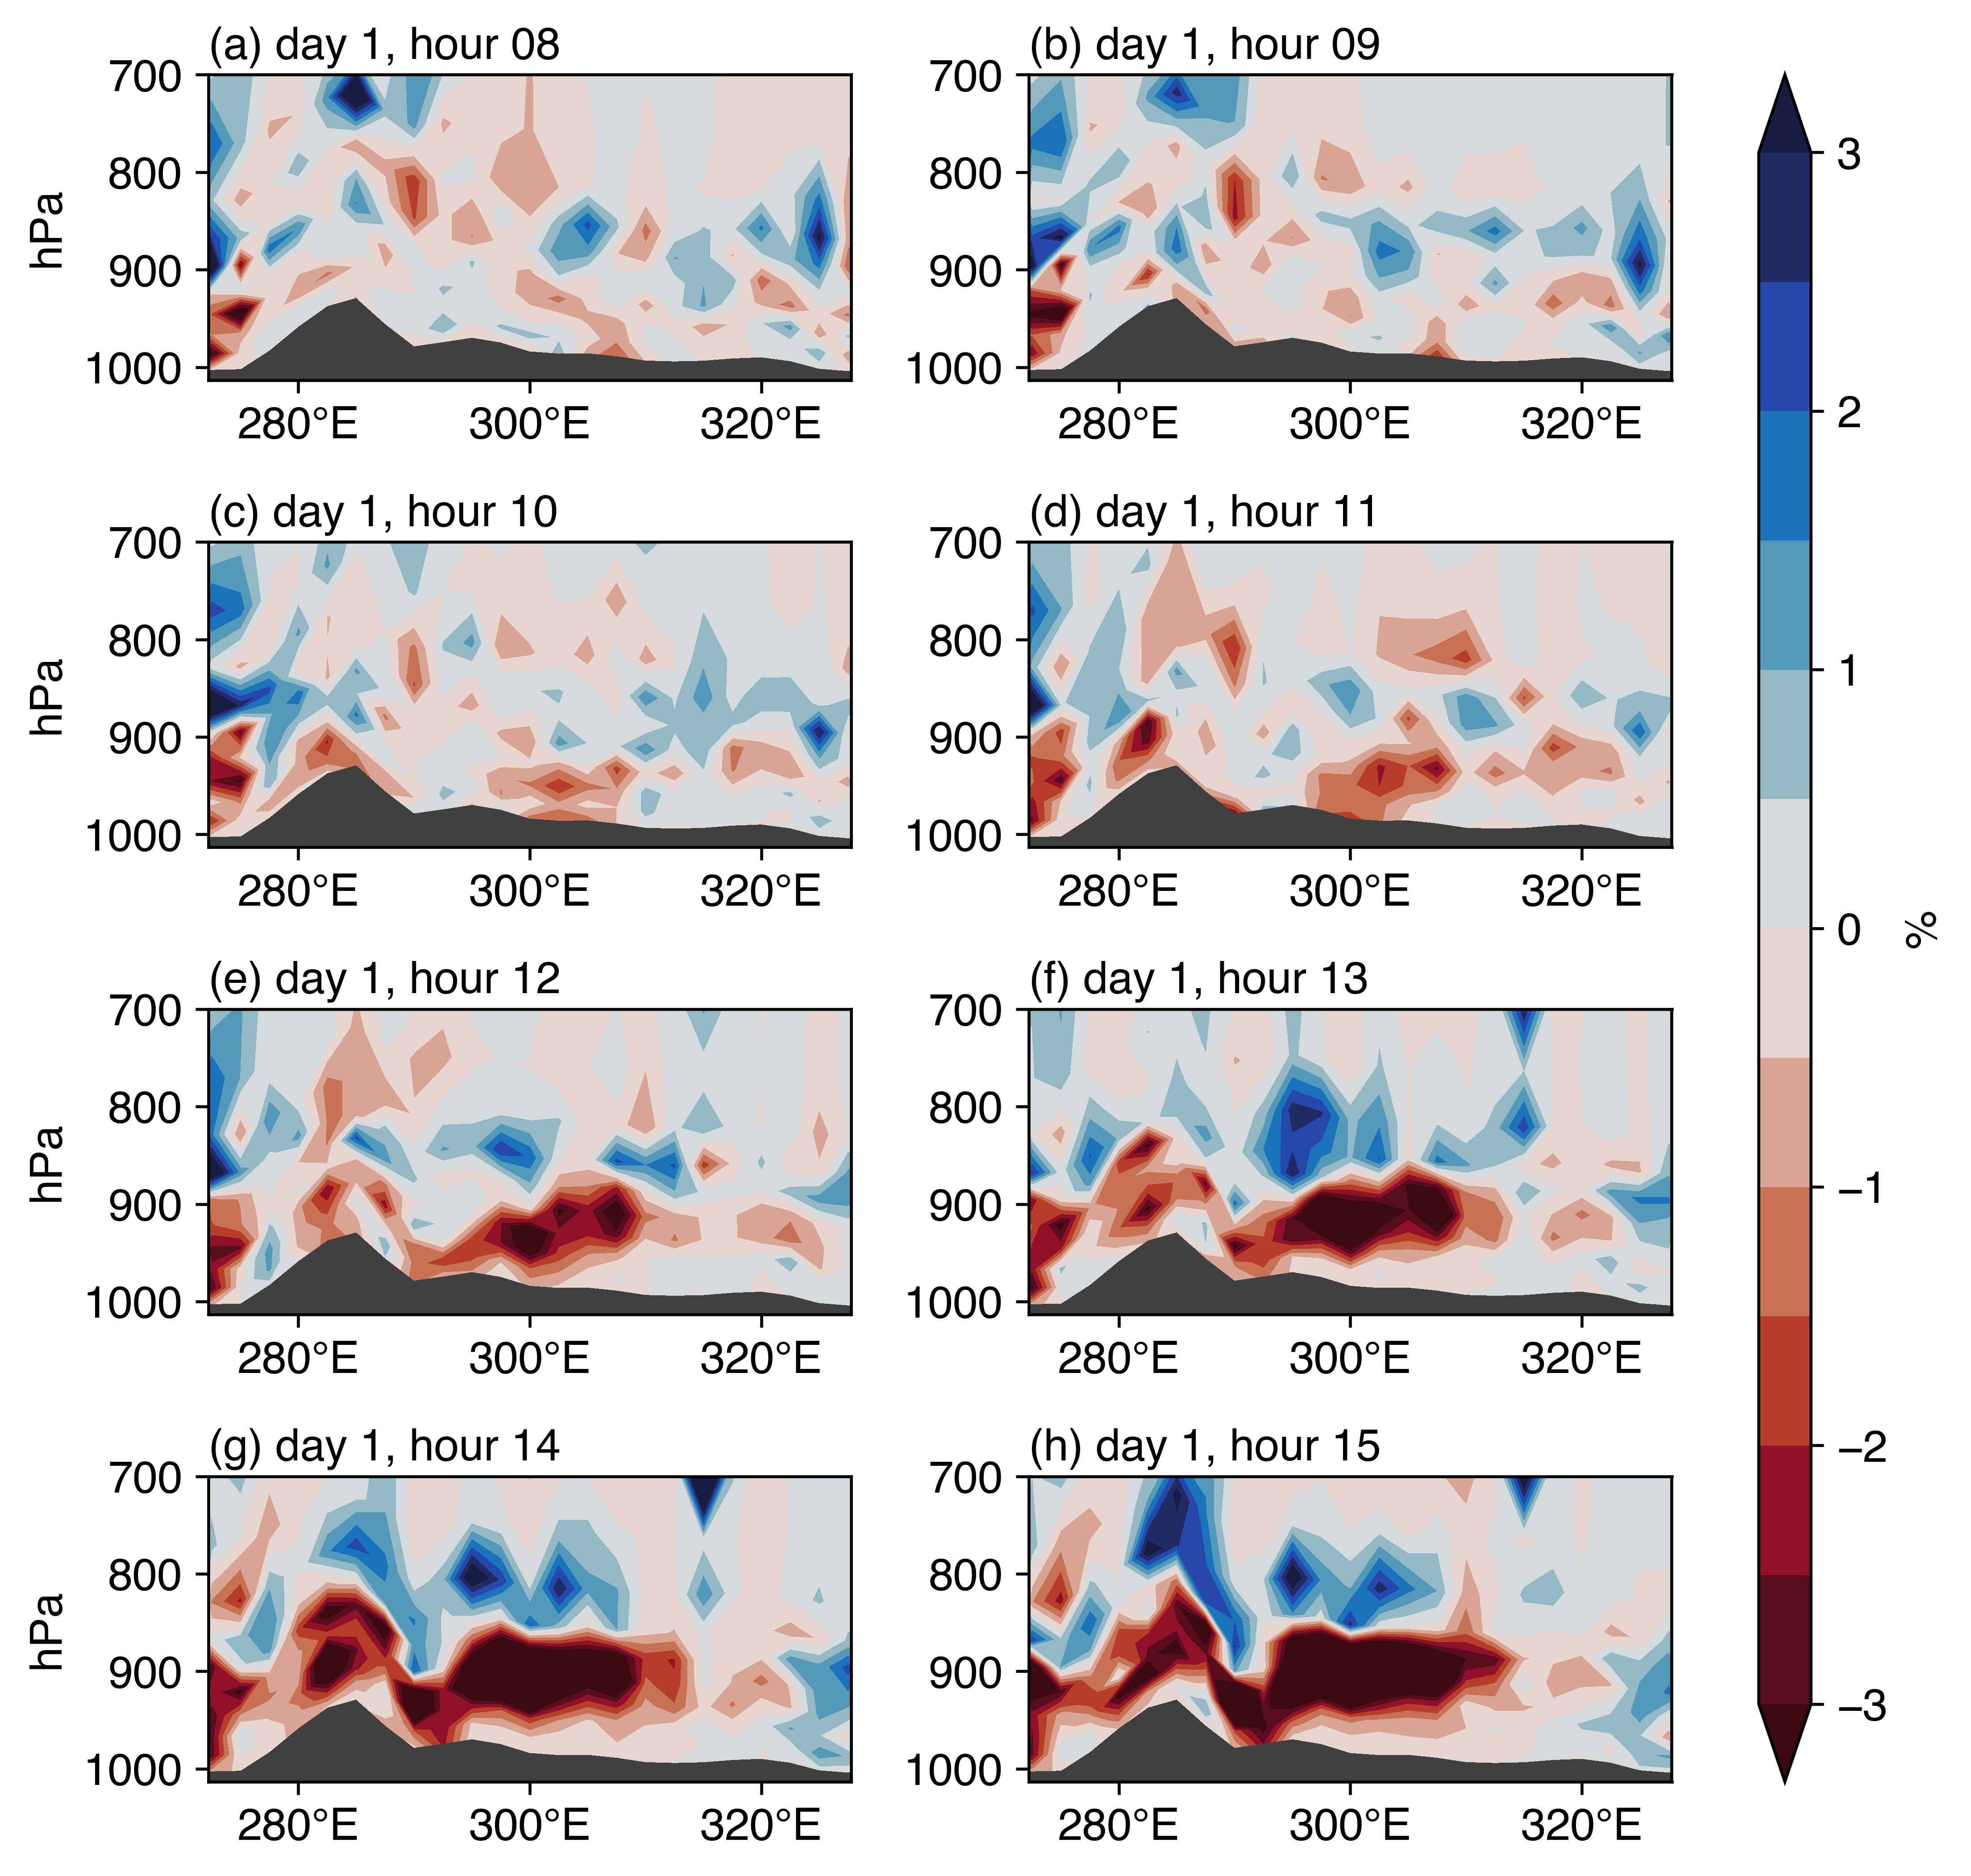 (a) day 1, hour 08
(b) day 1, hour 09
700
800
900
1000
hPa
280°E 300°E 320°E
700
800
900
1000
280°E 300°E 320°E
(c) day 1, hour 10
(d) day 1, hour 11
700
800
900
1000
hPa
280°E 300°E 320°E
700
800
900
1000
280°E 300°E 320°E
(e) day 1, hour 12
(f) day 1, hour 13
700
800
900
1000
hPa
280°E 300°E 320°E
700
800
900
1000
280°E 300°E 320°E
(g) day 1, hour 14
(h) day 1, hour 15
700
800
900
1000
hPa
280°E 300°E 320°E
700
800
900
1000
280°E 300°E 320°E
3
2
1
0
−1
−2
−3
%